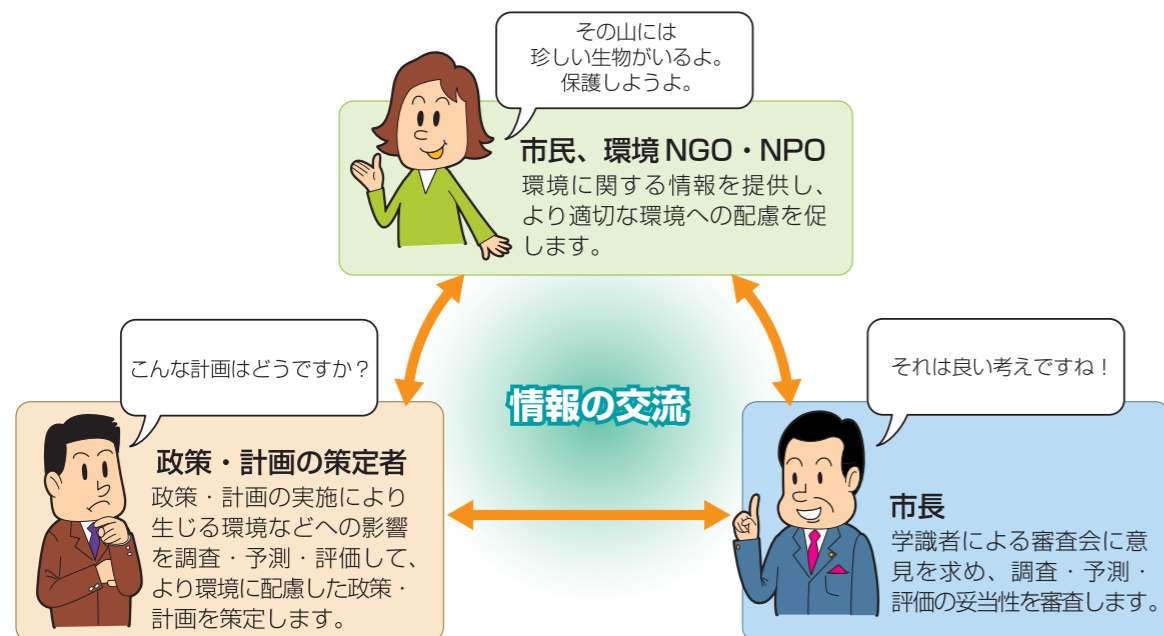 その山には
珍しい生物がいるよ。
保護しようよ。
市民、環境 NGO・NPO
環境に関する情報を提供し、
より適切な環境への配慮を促
します。
こんな計画はどうですか？
それは良い考えですね！
情報の交流
政策・計画の策定者
政策・計画の実施により
生じる環境などへの影響
を調査・予測・評価して、
より環境に配慮した政策・
計画を策定します。
市長
学識者による審査会に意
見を求め、調査・予測・
評価の妥当性を審査します。